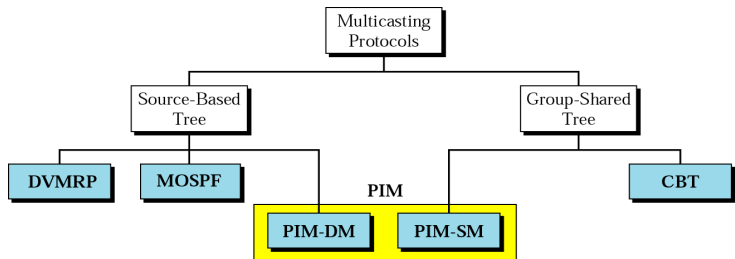 Multicasting
Protocols
Source-Based
Tree
Group-Shared
Tree
DVMRP
MOSPF
CBT
PIM
PIM-DM
PIM-SM